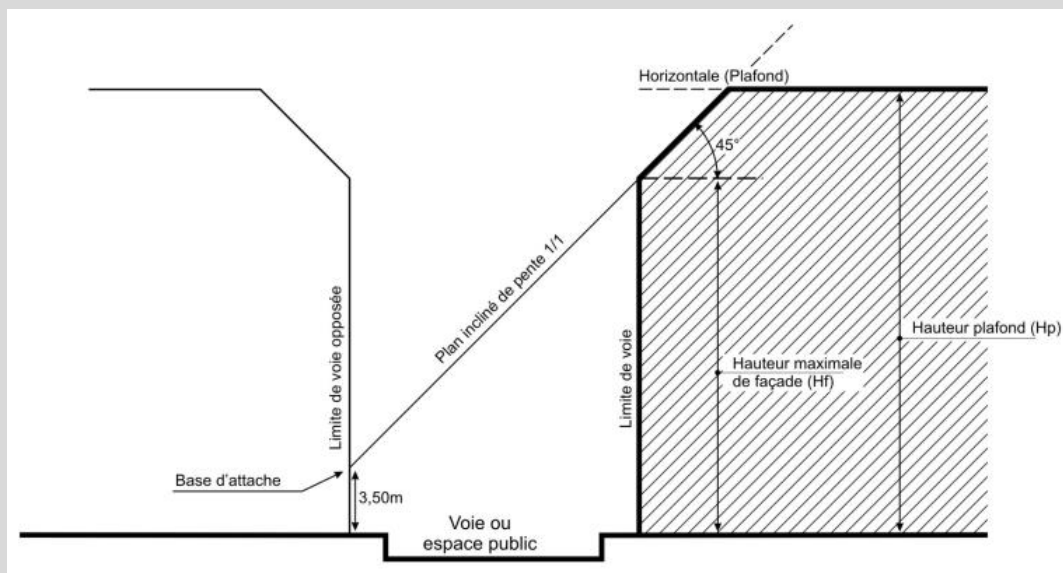 Horizontale (Plafond)
45°
Plan incliné de pente 1/1
Limite de voie opposée
Limite de voie
Hauteur plafond (Hp)
Hauteur maximale
de façade (Hf)
Base d'attache
3,50m
Voie ou
espace public